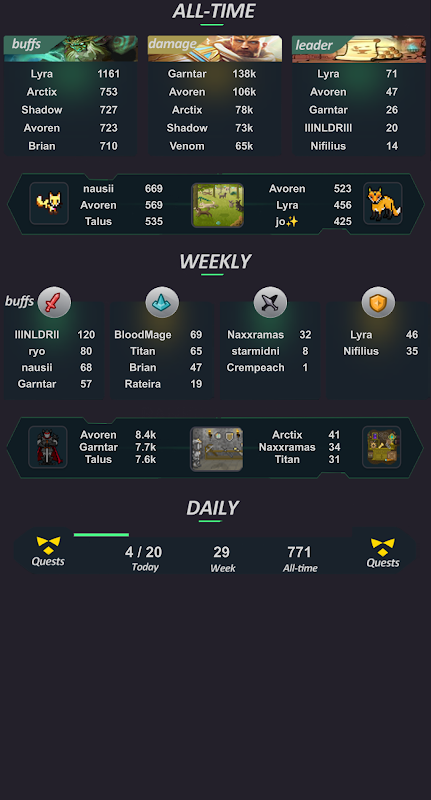 ALL-TIME
buffs damage leader
Lyra 1161 Garntar 138k Lyra 71
Arctix 753 Avoren 106k Avoren 47
Shadow 727 Arctix 78k Garntar 26
Avoren 723 Shadow 73k IIINLDRIII 20
Brian 710 Venom 65k Nifilius 14
nausii 669 Avoren 523
Avoren 569 Lyra 456
Talus 535 jo✨ 425
WEEKLY
buffs
IIINLDRII 120 BloodMage 69 Naxxramas 32 Lyra 46
ryo 80 Titan 65 starmidni 8 Nifilius 35
nausii 68 Brian 47 Crempeach 1
Garntar 57 Rateira 19
Avoren 8.4k Arctix 41
Garntar 7.7k Naxxramas 34
Talus 7.6k Titan 31
DAILY
Quests 4 / 20 29 771 Quests
Today Week All-time